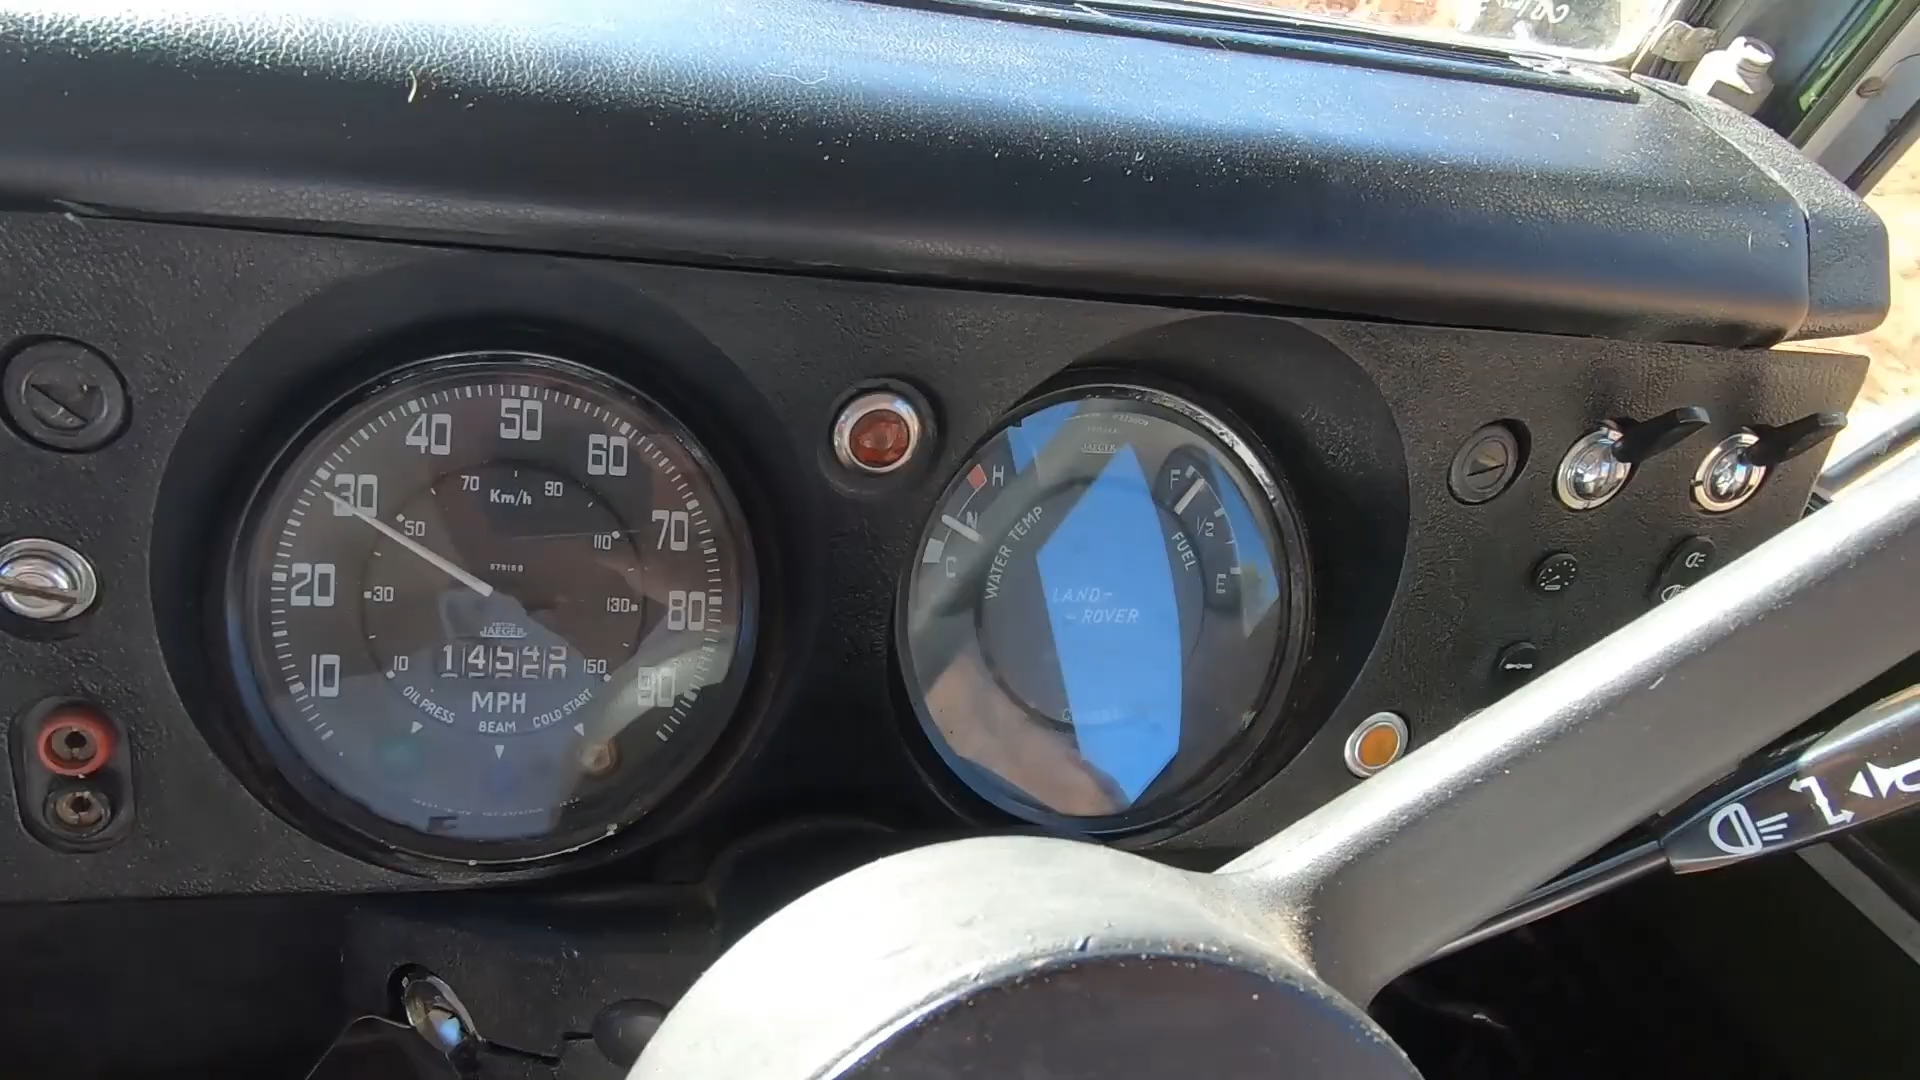 50
40
60
30
70
20
80
10
90
70
Km/h
90
50
110
30
130
10
150
JAEGER
MPH
OIL PRESS
BEAM
COLD START
JAEGER
H
N
C
WATER TEMP
F
1/2
E
FUEL
LAND-
-ROVER